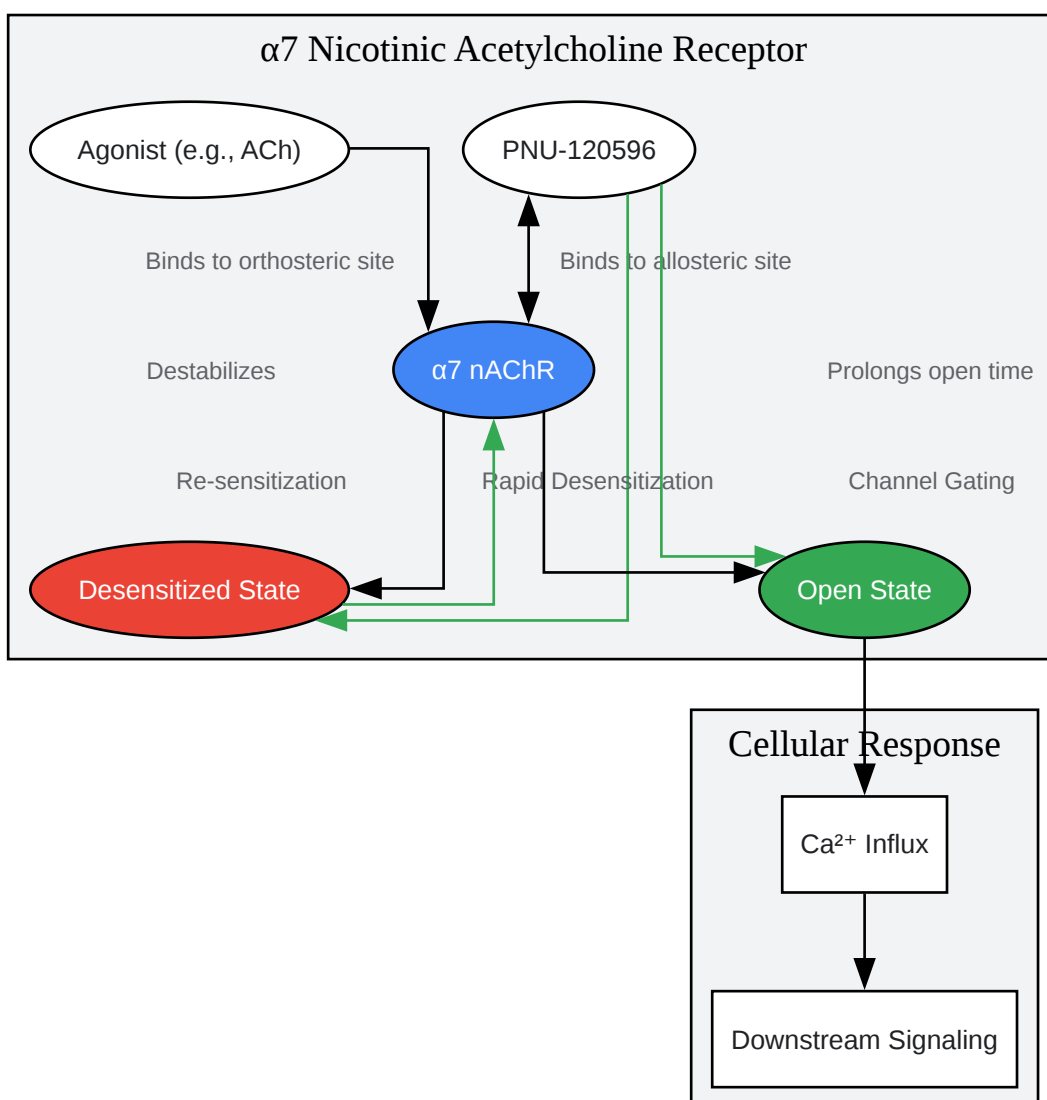 α7 Nicotinic Acetylcholine Receptor
Agonist (e.g., ACh)
PNU-120596
Binds to orthosteric site
Binds to allosteric site
Destabilizes
α7 nAChR
Prolongs open time
Re-sensitization
Rapid Desensitization
Channel Gating
Desensitized State
Open State
Cellular Response
Ca²⁺ Influx
Downstream Signaling